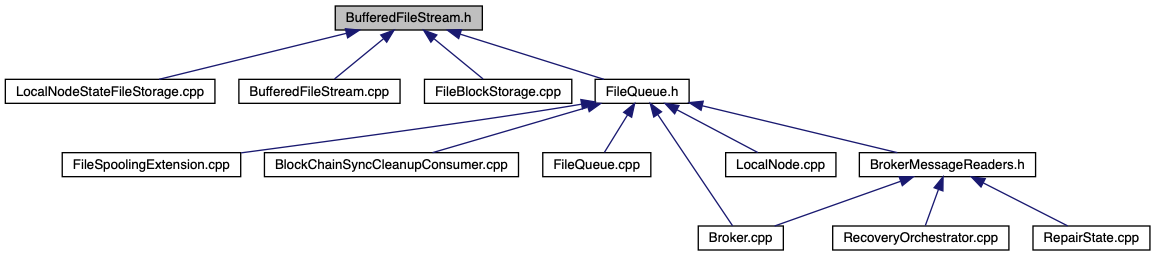 BufferedFileStream.h
LocalNodeStateFileStorage.cpp
BufferedFileStream.cpp
FileBlockStorage.cpp
FileQueue.h
FileSpoolingExtension.cpp
BlockChainSyncCleanupConsumer.cpp
FileQueue.cpp
LocalNode.cpp
BrokerMessageReaders.h
Broker.cpp
RecoveryOrchestrator.cpp
RepairState.cpp